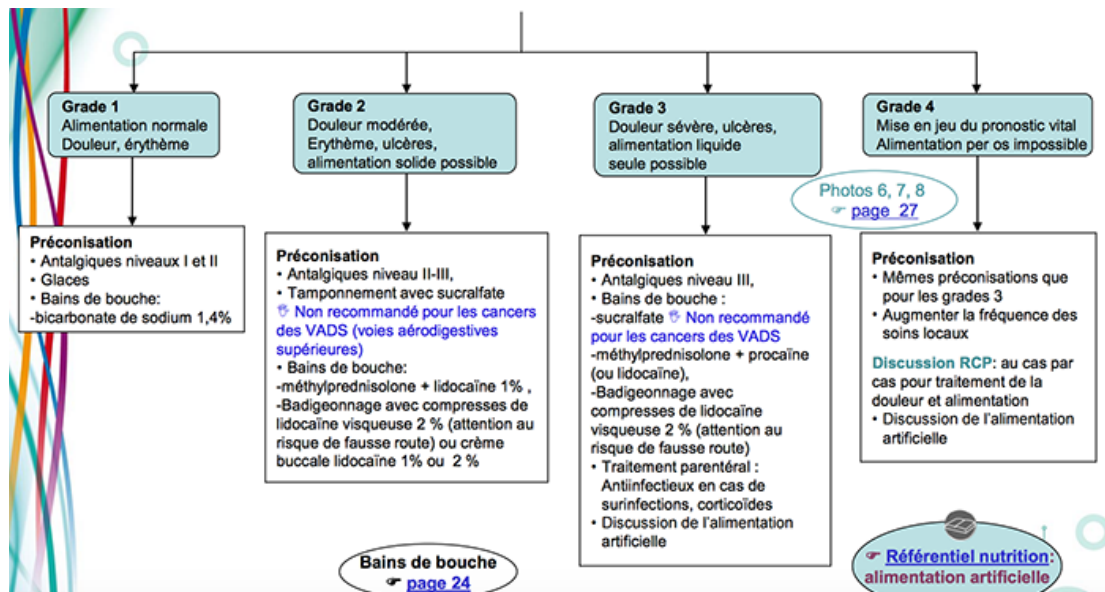 Grade 1
Alimentation normale
Douleur, érythème
Grade 2
Douleur modérée,
Erythème, ulcères,
alimentation solide possible
Grade 3
Douleur sévère, ulcères,
alimentation liquide
seule possible
Grade 4
Mise en jeu du pronostic vital
Alimentation per os impossible
Photos 6, 7, 8
☞ page 27
Préconisation
• Antalgiques niveaux I et II
• Glaces
• Bains de bouche:
-bicarbonate de sodium 1,4%
Préconisation
• Antalgiques niveau II-III,
• Tamponnement avec sucralfate
🖐 Non recommandé pour les cancers
des VADS (voies aérodigestives
supérieures)
• Bains de bouche:
-méthylprednisolone + lidocaïne 1% ,
-Badigeonnage avec compresses de
lidocaïne visqueuse 2 % (attention au
risque de fausse route) ou crème
buccale lidocaïne 1% ou 2 %
Préconisation
• Antalgiques niveau III,
• Bains de bouche :
-sucralfate 🖐 Non recommandé
pour les cancers des VADS
-méthylprednisolone + procaïne
(ou lidocaïne),
-Badigeonnage avec
compresses de lidocaïne
visqueuse 2 % (attention au
risque de fausse route)
• Traitement parentéral :
Antiinfectieux en cas de
surinfections, corticoïdes
• Discussion de l'alimentation
artificielle
Préconisation
• Mêmes préconisations que
pour les grades 3
• Augmenter la fréquence des
soins locaux
Discussion RCP: au cas par
cas pour traitement de la
douleur et alimentation
• Discussion de l'alimentation
artificielle
Bains de bouche
☞ page 24
☞ Référentiel nutrition:
alimentation artificielle